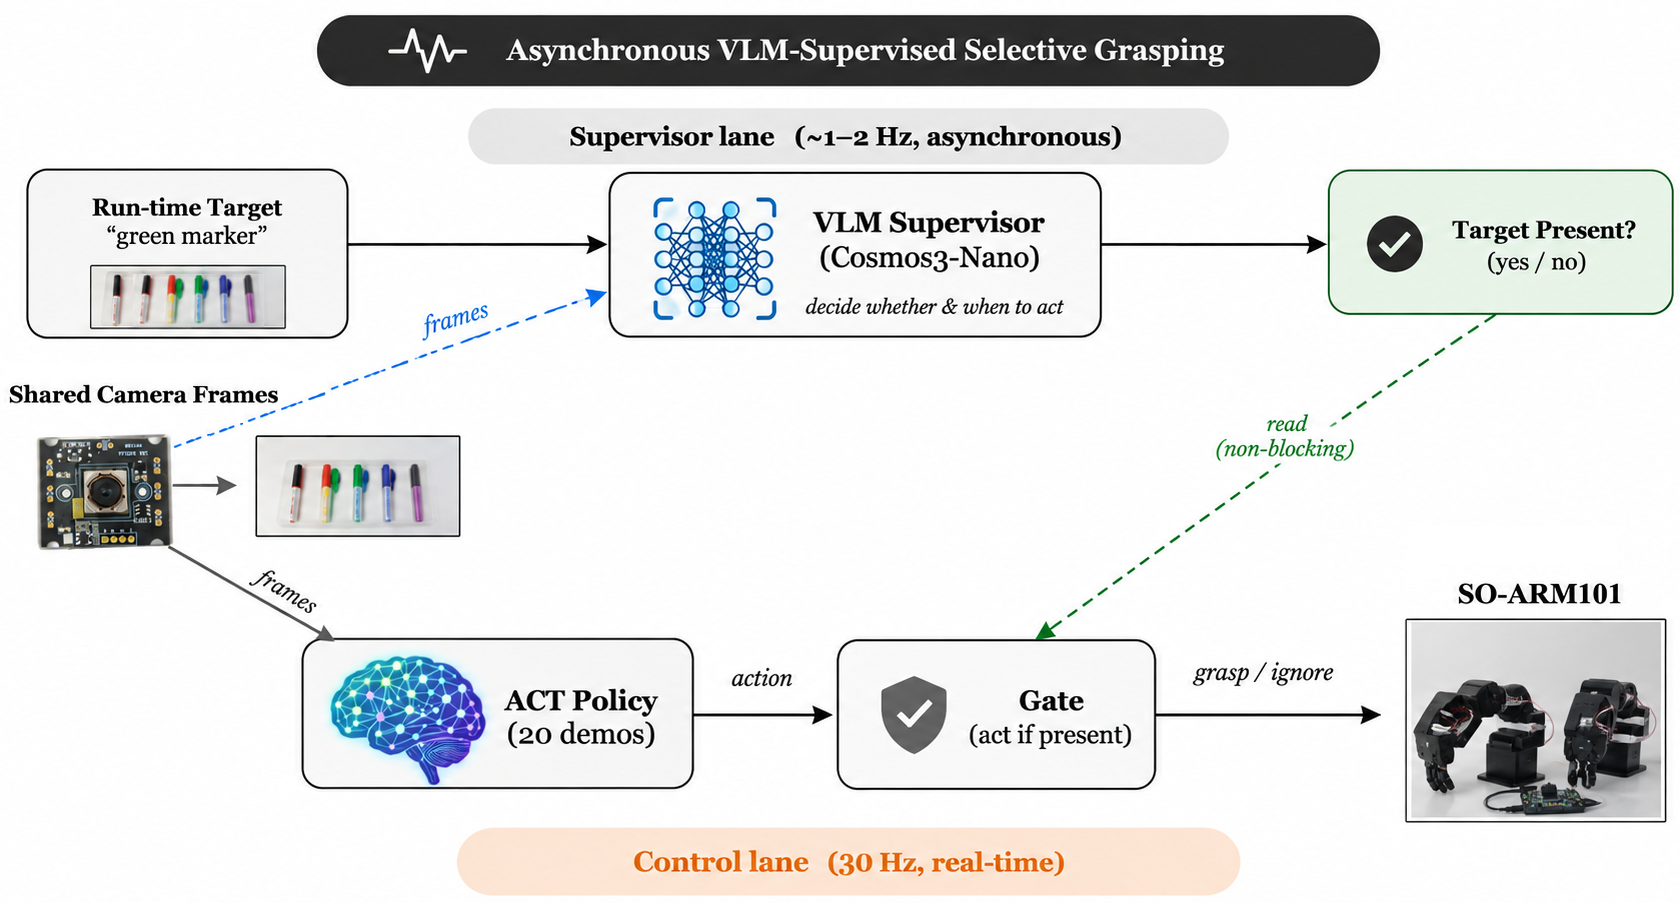 Asynchronous VLM-Supervised Selective Grasping
Supervisor lane (~1–2 Hz, asynchronous)
Run-time Target
“green marker”
VLM Supervisor
(Cosmos3-Nano)
decide whether & when to act
Target Present?
(yes / no)
frames
Shared Camera Frames
read
(non-blocking)
frames
SO-ARM101
ACT Policy
(20 demos)
action
Gate
(act if present)
grasp / ignore
Control lane (30 Hz, real-time)